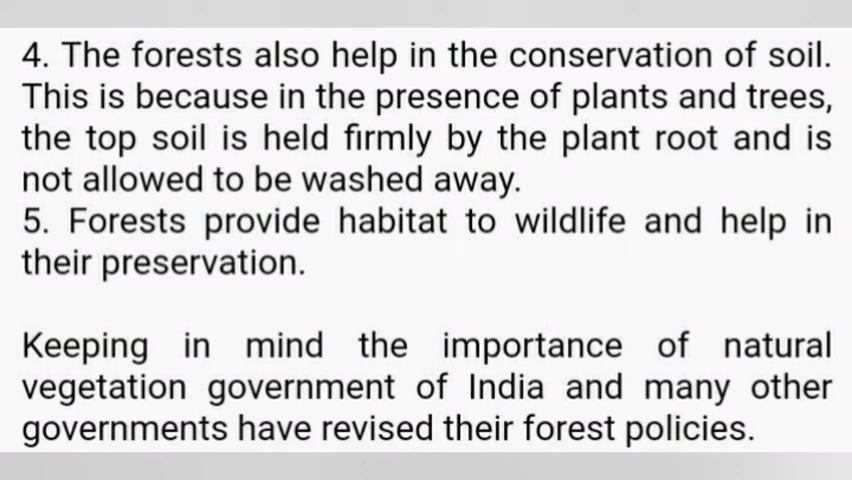 4. The forests also help in the conservation of soil.
This is because in the presence of plants and trees,
the top soil is held firmly by the plant root and is
not allowed to be washed away.
5. Forests provide habitat to wildlife and help in
their preservation.
Keeping in mind the importance of natural
vegetation government of India and many other
governments have revised their forest policies.